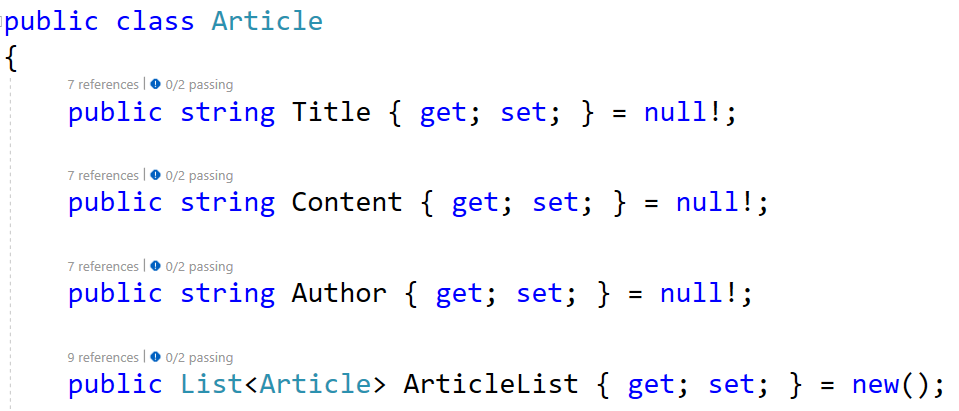 public class Article
{
7 references | 0/2 passing
public string Title { get; set; } = null!;
7 references | 0/2 passing
public string Content { get; set; } = null!;
7 references | 0/2 passing
public string Author { get; set; } = null!;
9 references | 0/2 passing
public List<Article> ArticleList { get; set; } = new();